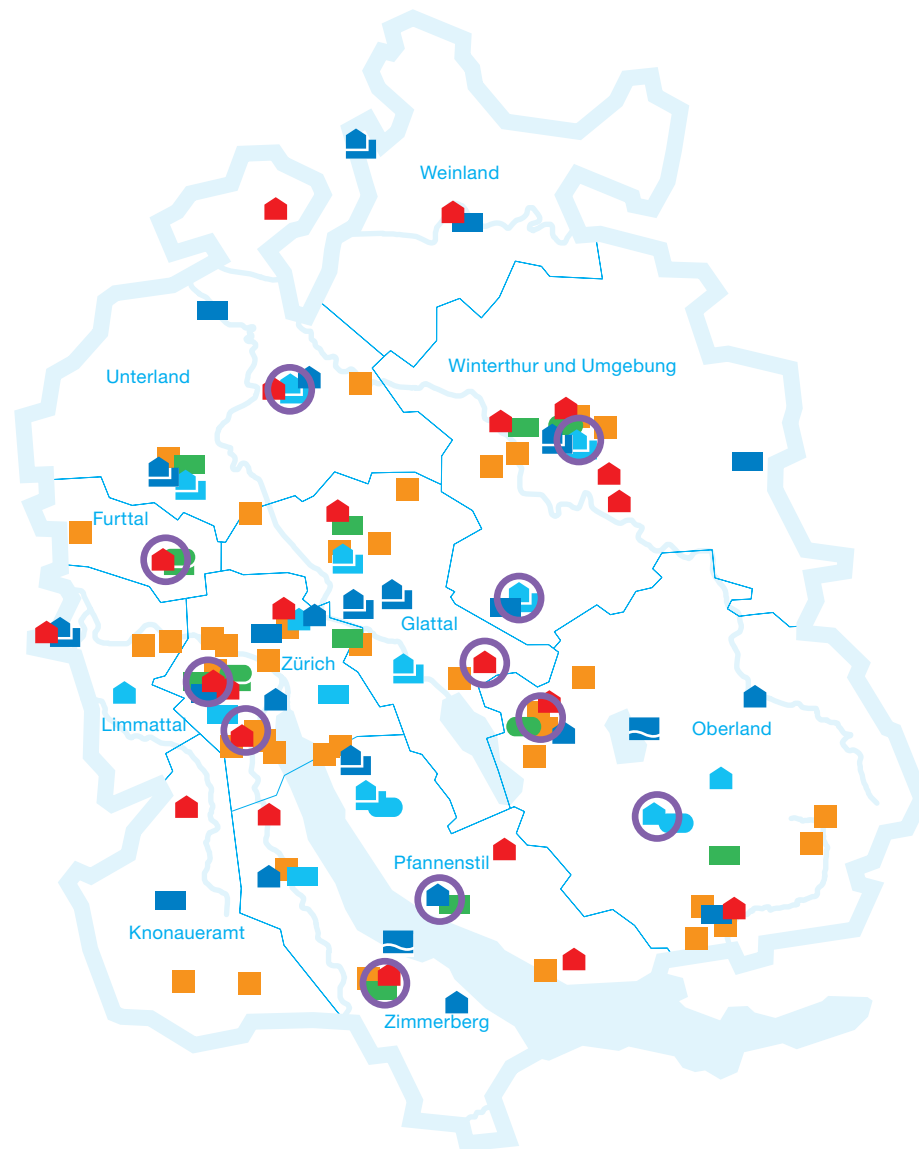 Weinland
Winterthur und Umgebung
Unterland
Furttal
Glattal
Zürich
Limmattal
Oberland
Pfannenstil
Knonaueramt
Zimmerberg